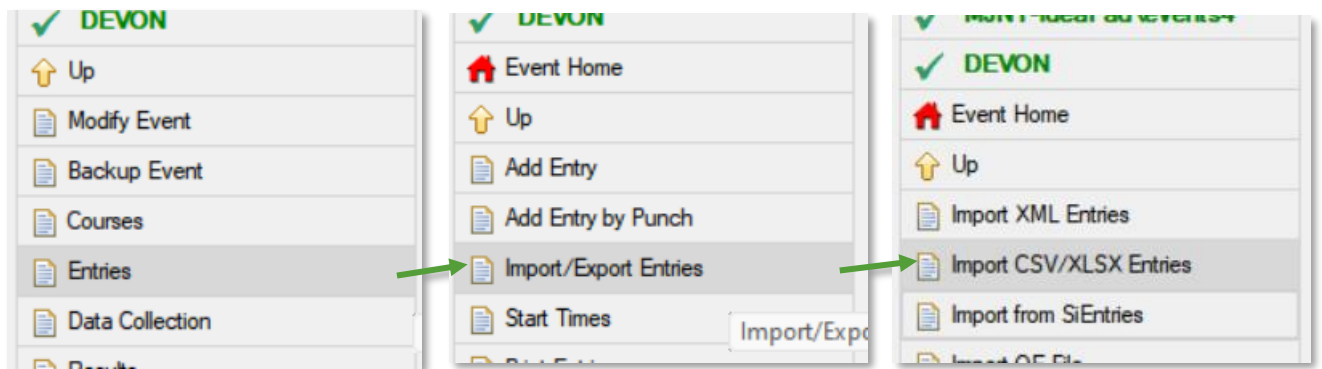 DEVON
Up
Modify Event
Backup Event
Courses
Entries
Data Collection
Results
DEVON
Event Home
Up
Add Entry
Add Entry by Punch
Import/Export Entries
Start Times
Import/Expo
DEVON
Event Home
Up
Import XML Entries
Import CSV/XLSX Entries
Import from SiEntries